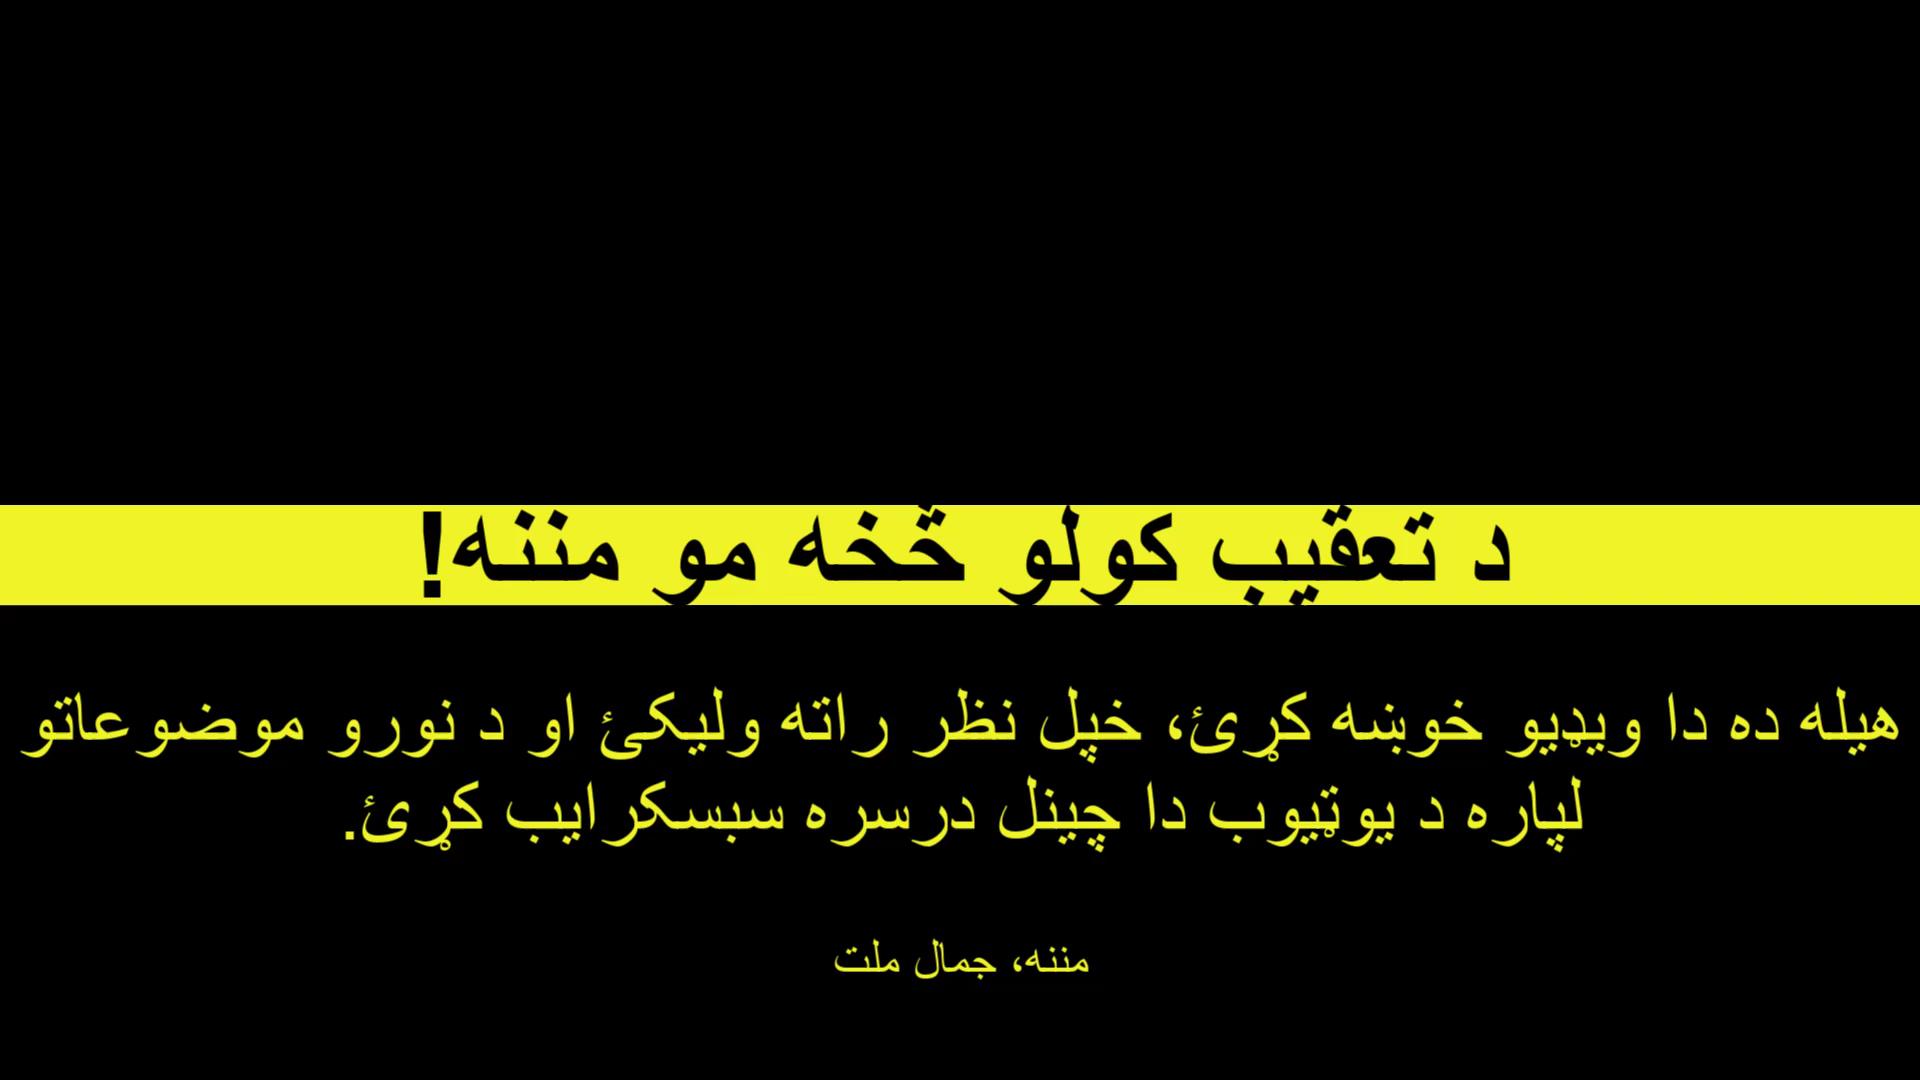 د تعقیب کولو څخه مو مننه!
هیله ده دا ویډیو خوښه کړئ، خپل نظر راته ولیکئ او د نورو موضوعاتو
لپاره د یوټیوب دا چینل درسره سبسکرایب کړئ.
مننه، جمال ملت